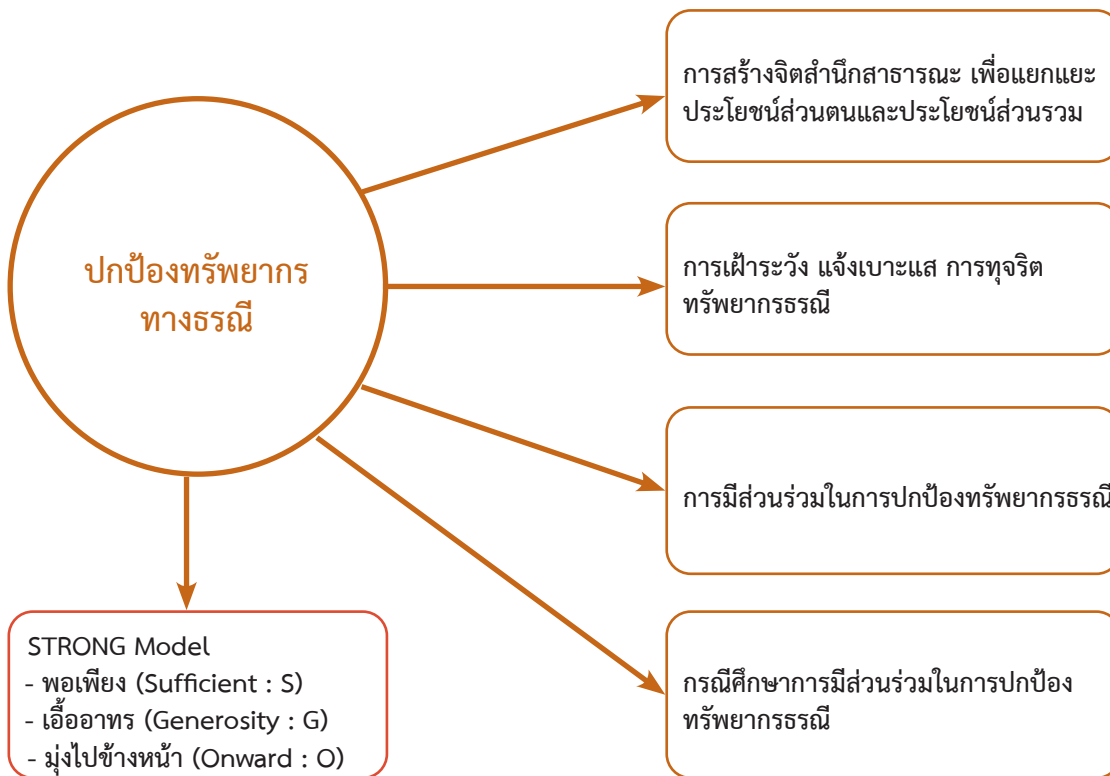 การสร้างจิตสำนึกสาธารณะ เพื่อแยกแยะ
ประโยชน์ส่วนตนและประโยชน์ส่วนรวม
ปกป้องทรัพยากร
ทางธรณี
การเฝ้าระวัง แจ้งเบาะแส การทุจริต
ทรัพยากรธรณี
การมีส่วนร่วมในการปกป้องทรัพยากรธรณี
กรณีศึกษาการมีส่วนร่วมในการปกป้อง
ทรัพยากรธรณี
STRONG Model
- พอเพียง (Sufficient : S)
- เอื้ออาทร (Generosity : G)
- มุ่งไปข้างหน้า (Onward : O)